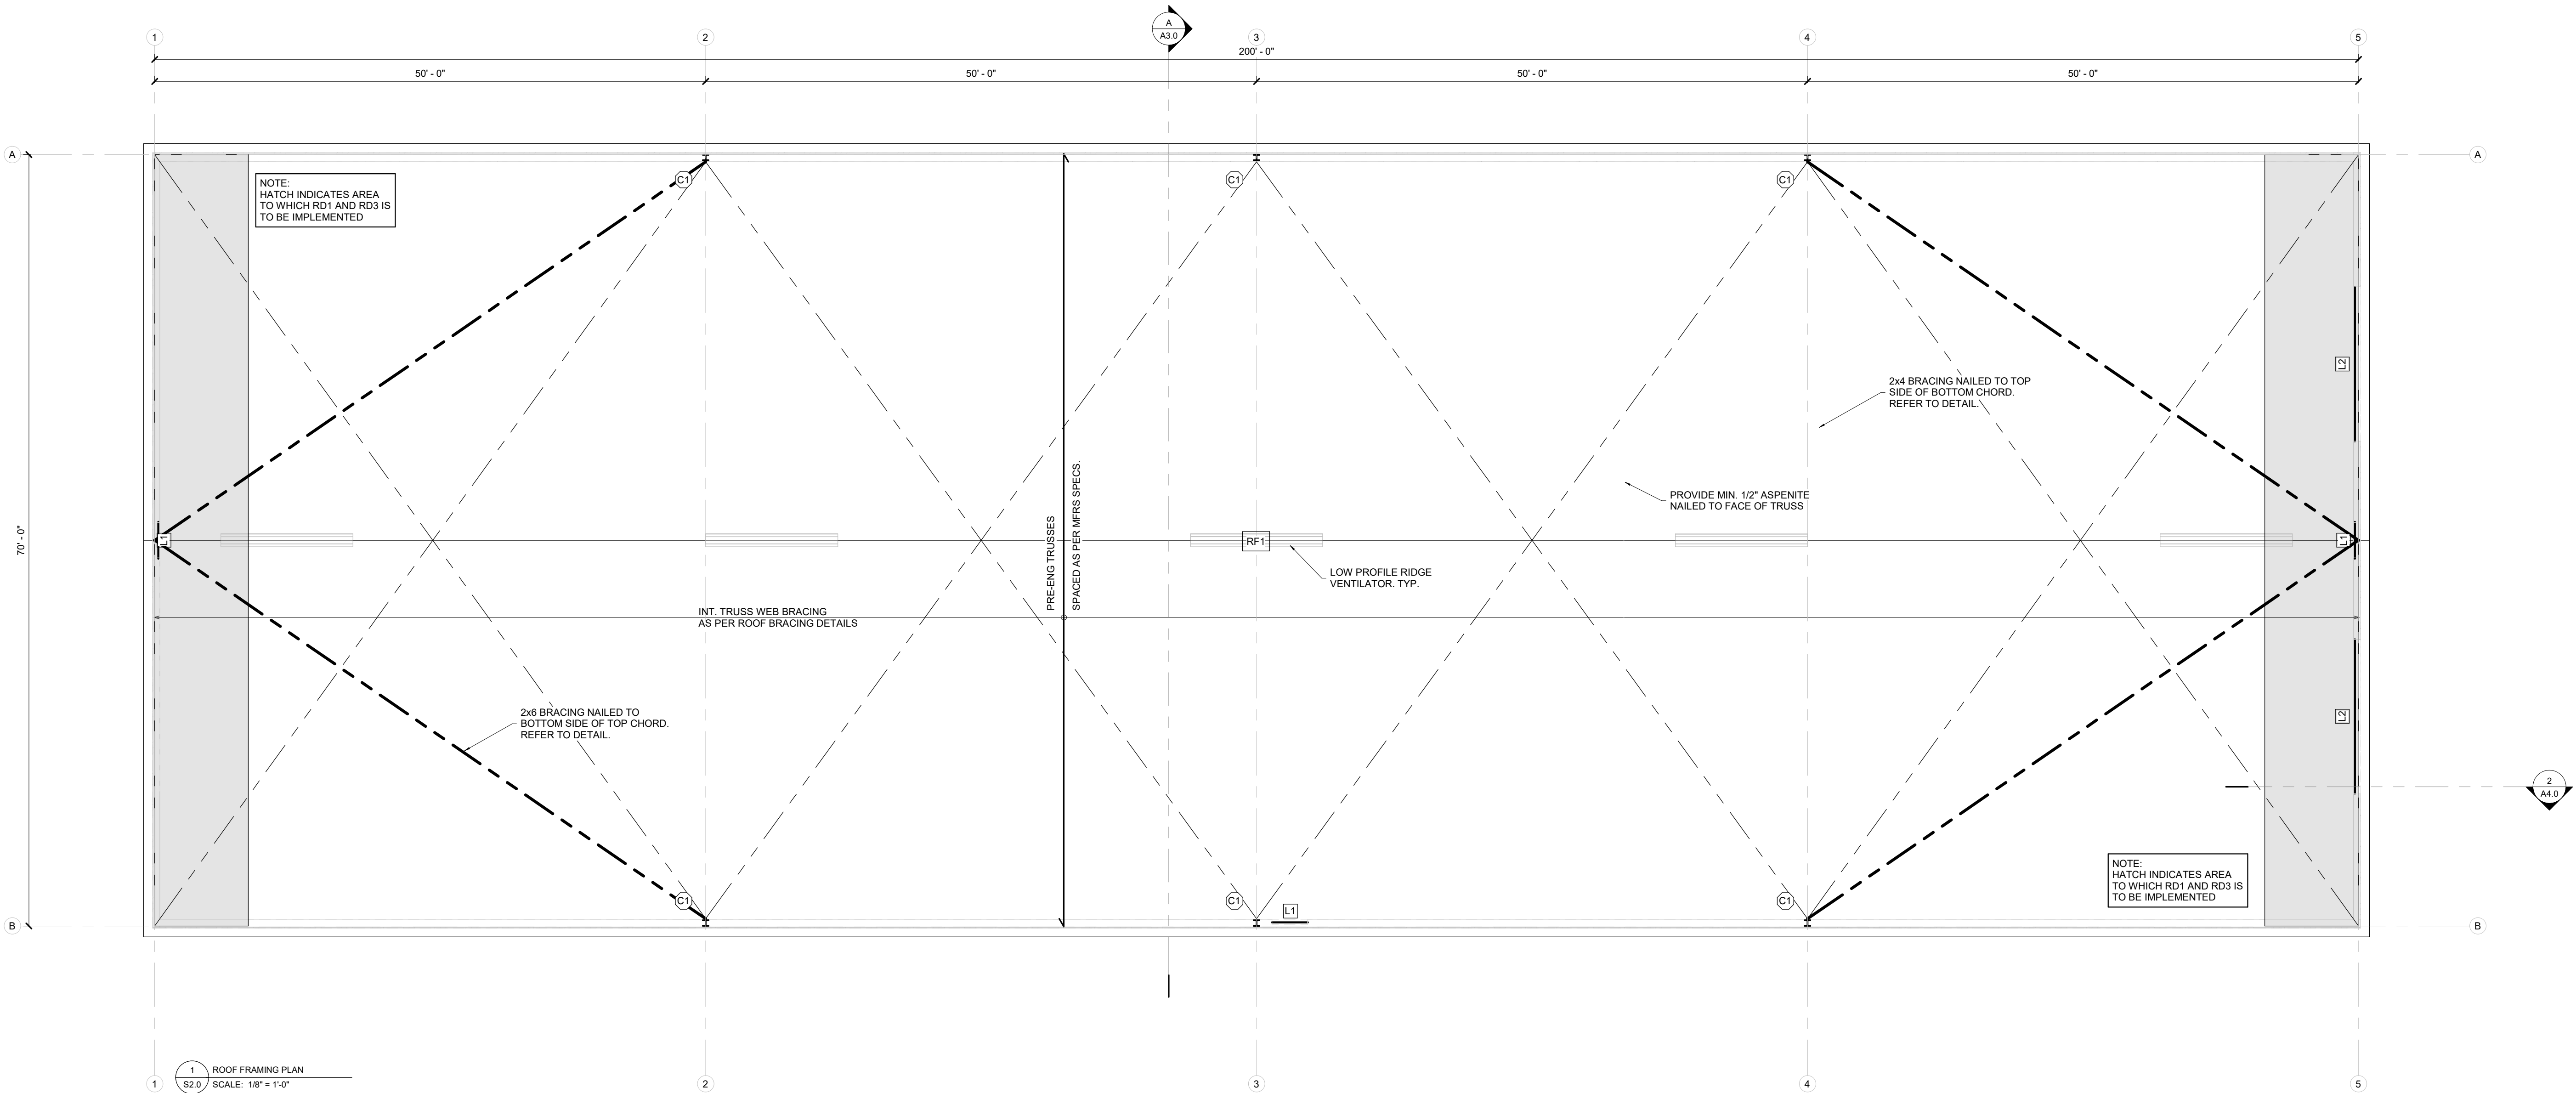 A
A3.0
1
2
3
4
5
200' - 0"
50' - 0"
50' - 0"
50' - 0"
50' - 0"
A
A
NOTE:
HATCH INDICATES AREA
TO WHICH RD1 AND RD3 IS
TO BE IMPLEMENTED
C1
C1
C1
L2
2x4 BRACING NAILED TO TOP
SIDE OF BOTTOM CHORD.
REFER TO DETAIL.
PROVIDE MIN. 1/2" ASPENITE
NAILED TO FACE OF TRUSS
PRE-ENG TRUSSES
SPACED AS PER MFRS SPECS.
70' - 0"
L1
RF1
L1
LOW PROFILE RIDGE
VENTILATOR. TYP.
INT. TRUSS WEB BRACING
AS PER ROOF BRACING DETAILS
2x6 BRACING NAILED TO
BOTTOM SIDE OF TOP CHORD.
REFER TO DETAIL.
L2
2
A4.0
NOTE:
HATCH INDICATES AREA
TO WHICH RD1 AND RD3 IS
TO BE IMPLEMENTED
C1
C1
L1
C1
B
B
1
S2.0
ROOF FRAMING PLAN
SCALE: 1/8" = 1'-0"
1
2
3
4
5